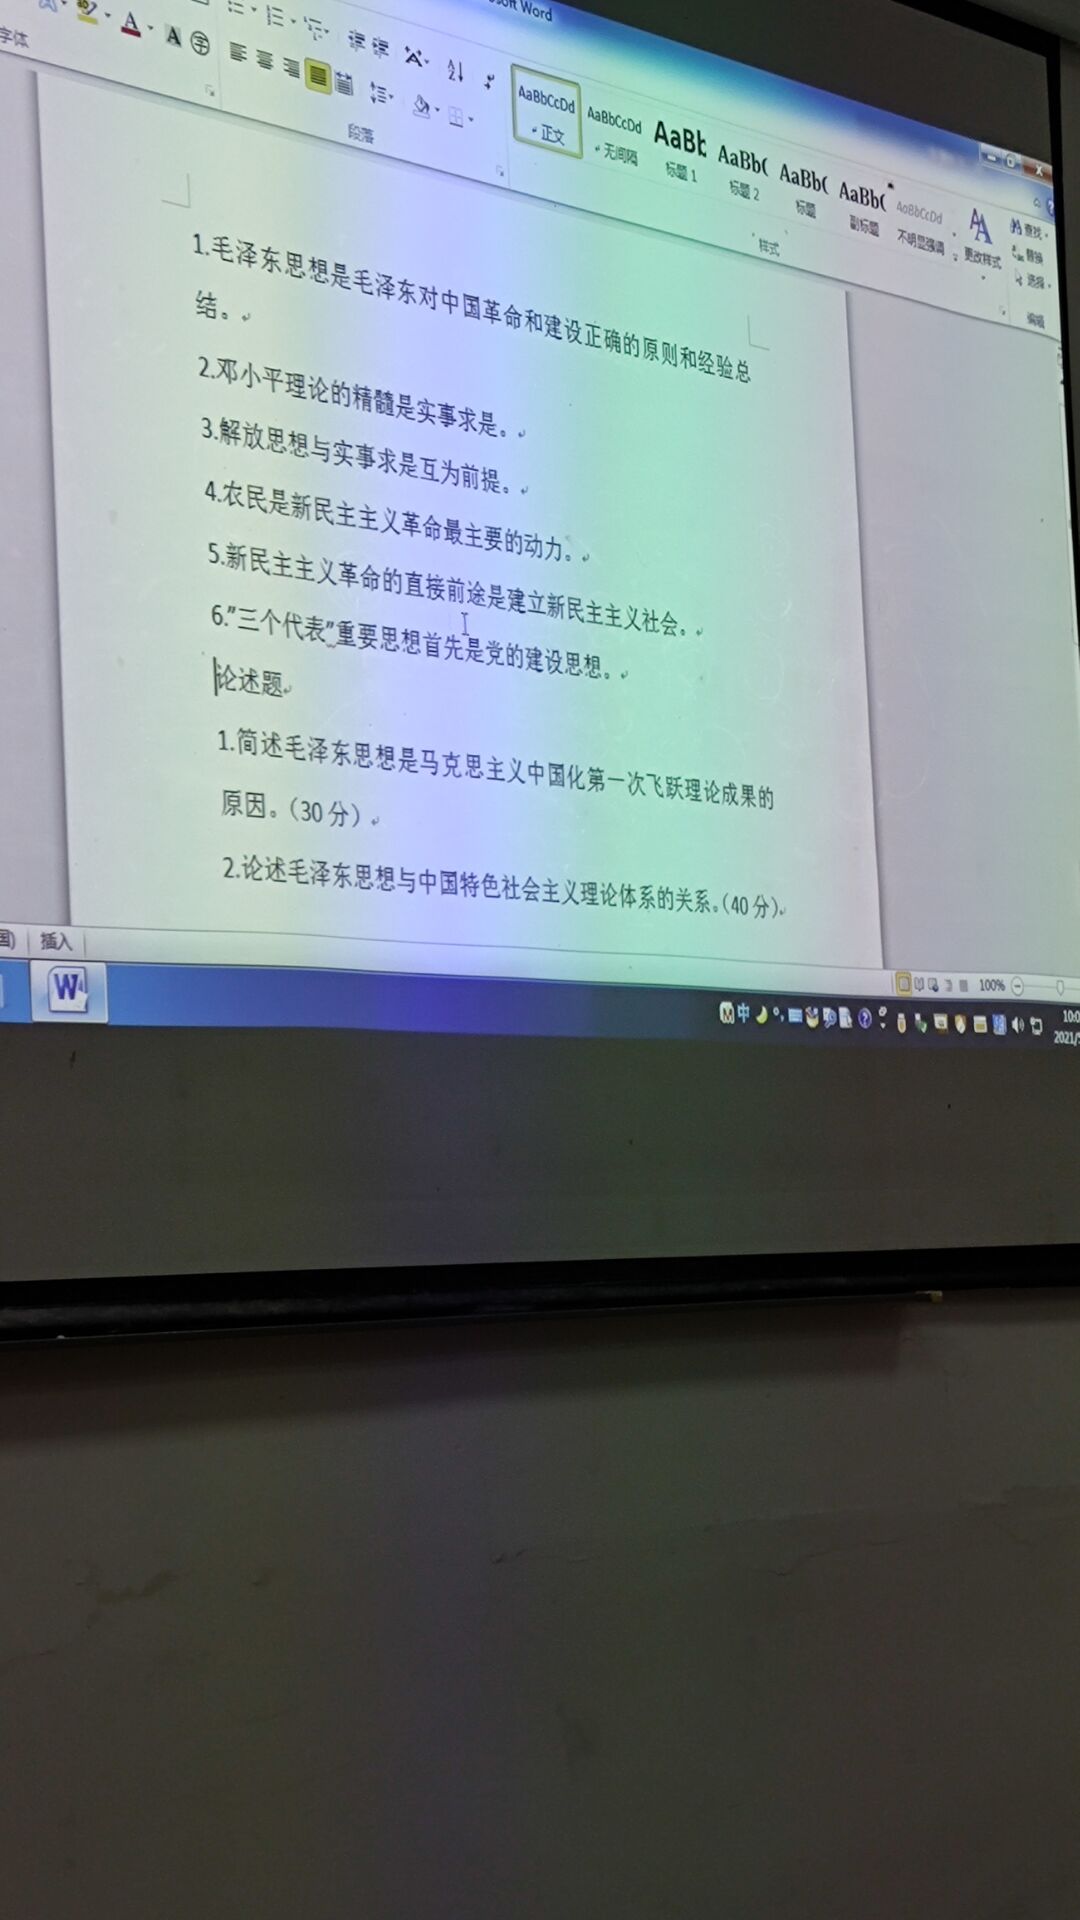 soft Word
字体
段落
AaBbCcDd
正文
AaBbCcDd
无间隔
AaBb
标题 1
AaBb(
标题 2
AaBb(
标题
AaBb(
副标题
AaBbCcDd
不明显强调
更改样式
样式
查找
替换
选择
编辑
1.毛泽东思想是毛泽东对中国革命和建设正确的原则和经验总
结。
2.邓小平理论的精髓是实事求是。
3.解放思想与实事求是互为前提。
4.农民是新民主主义革命最主要的动力。
5.新民主主义革命的直接前途是建立新民主主义社会。
6."三个代表"重要思想首先是党的建设思想。
论述题
1.简述毛泽东思想是马克思主义中国化第一次飞跃理论成果的
原因。（30 分）
2.论述毛泽东思想与中国特色社会主义理论体系的关系。（40 分）
国)
插入
100%
W
中
10:0
2021/